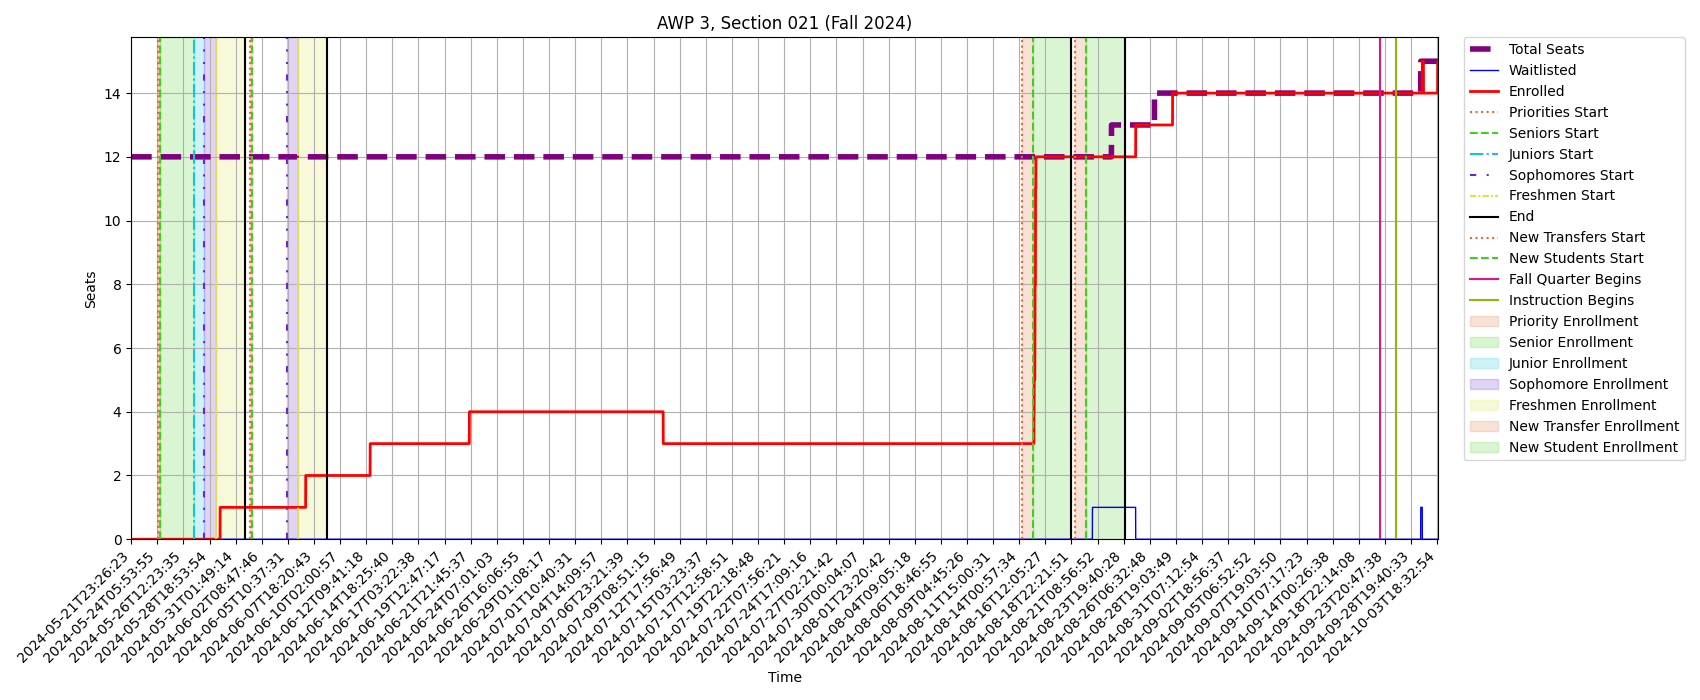 AWP 3, Section 021 (Fall 2024)
Seats
14
12
10
8
6
4
2
0
2024-05-21T23:26:23
2024-05-24T05:53:55
2024-05-26T12:23:35
2024-05-28T18:53:54
2024-05-31T01:49:14
2024-06-02T08:47:46
2024-06-05T10:37:31
2024-06-07T18:20:43
2024-06-10T02:00:57
2024-06-12T09:41:18
2024-06-14T18:25:40
2024-06-17T03:22:38
2024-06-19T12:47:17
2024-06-21T21:45:37
2024-06-24T07:01:03
2024-06-26T16:06:55
2024-06-29T01:08:17
2024-07-01T10:40:31
2024-07-04T14:09:57
2024-07-06T23:21:39
2024-07-09T08:51:15
2024-07-12T17:56:49
2024-07-15T03:23:37
2024-07-17T12:58:51
2024-07-19T22:18:48
2024-07-22T07:56:21
2024-07-24T17:09:16
2024-07-27T02:21:42
2024-07-30T00:04:07
2024-08-01T23:20:42
2024-08-04T09:05:18
2024-08-06T18:46:55
2024-08-09T04:45:26
2024-08-11T15:00:31
2024-08-14T00:57:34
2024-08-16T12:05:27
2024-08-18T22:21:51
2024-08-21T08:56:52
2024-08-23T19:40:28
2024-08-26T06:32:48
2024-08-28T19:03:49
2024-08-31T07:12:54
2024-09-02T18:56:37
2024-09-05T06:52:52
2024-09-07T19:03:50
2024-09-10T07:17:23
2024-09-14T00:26:38
2024-09-18T22:14:08
2024-09-23T20:47:38
2024-09-28T19:40:33
2024-10-03T18:32:54
Time
Total Seats
Waitlisted
Enrolled
Priorities Start
Seniors Start
Juniors Start
Sophomores Start
Freshmen Start
End
New Transfers Start
New Students Start
Fall Quarter Begins
Instruction Begins
Priority Enrollment
Senior Enrollment
Junior Enrollment
Sophomore Enrollment
Freshmen Enrollment
New Transfer Enrollment
New Student Enrollment